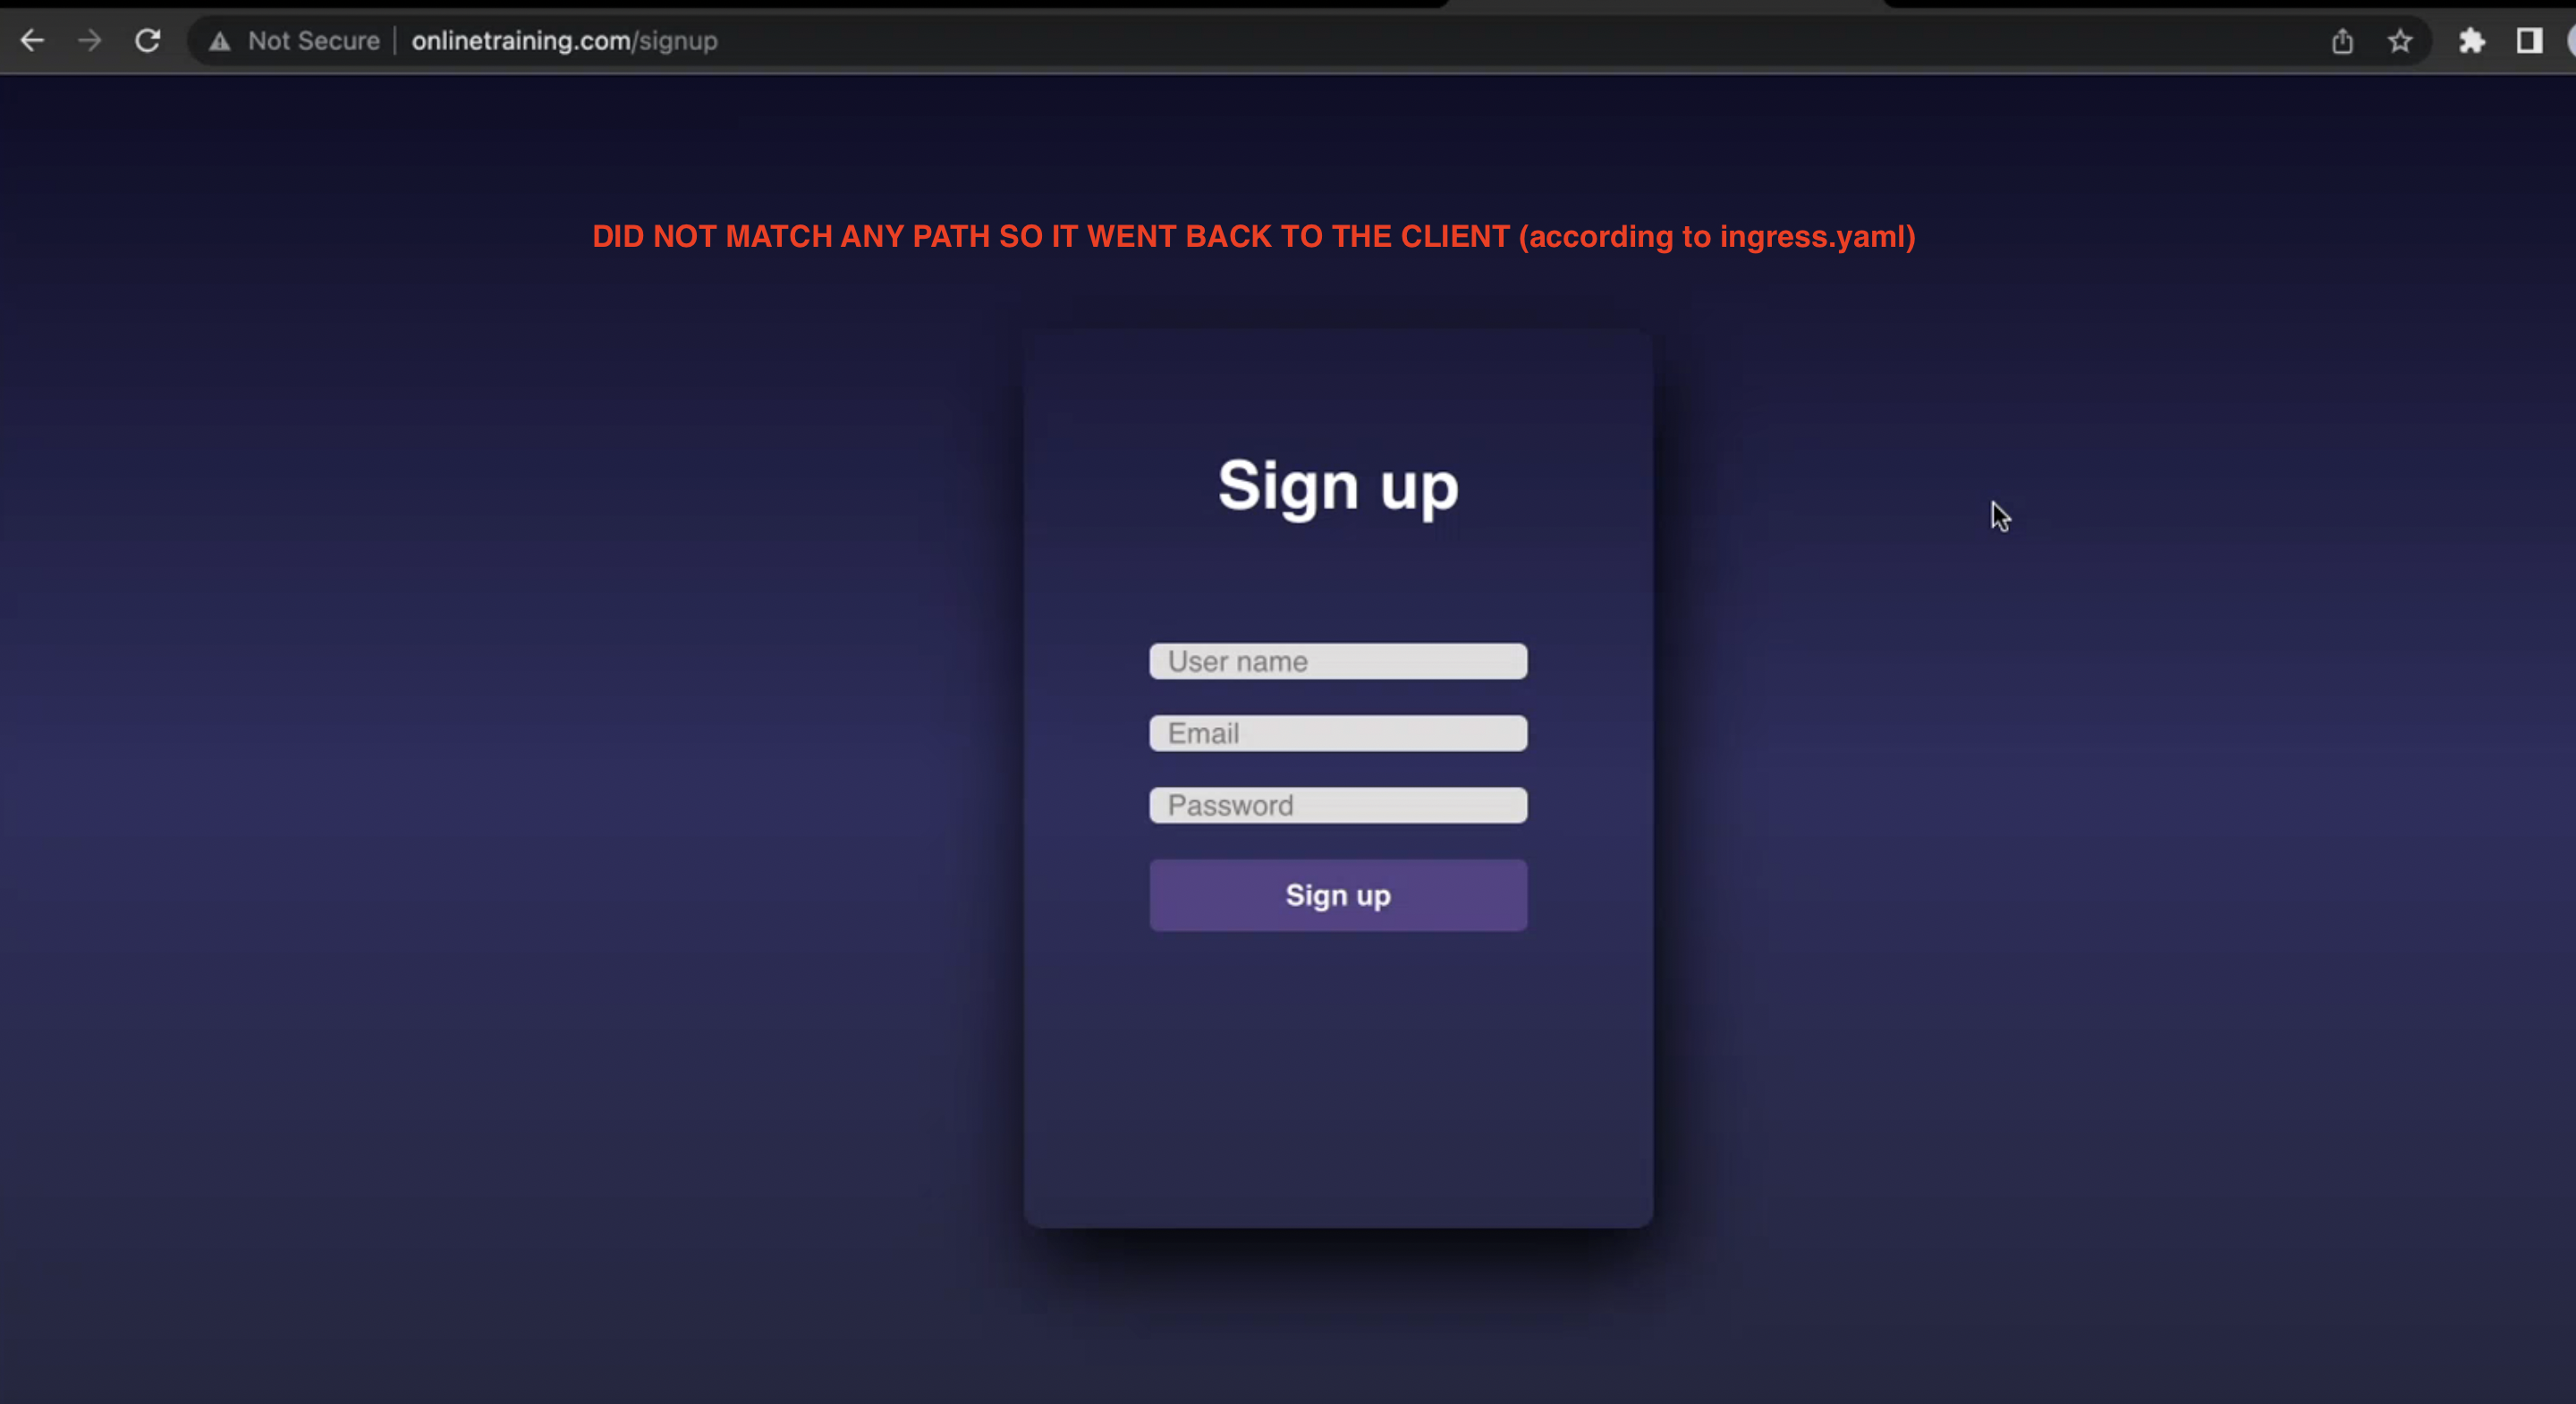 Not Secure | onlinetraining.com/signup
DID NOT MATCH ANY PATH SO IT WENT BACK TO THE CLIENT (according to ingress.yaml)
Sign up
User name
Email
Password
Sign up